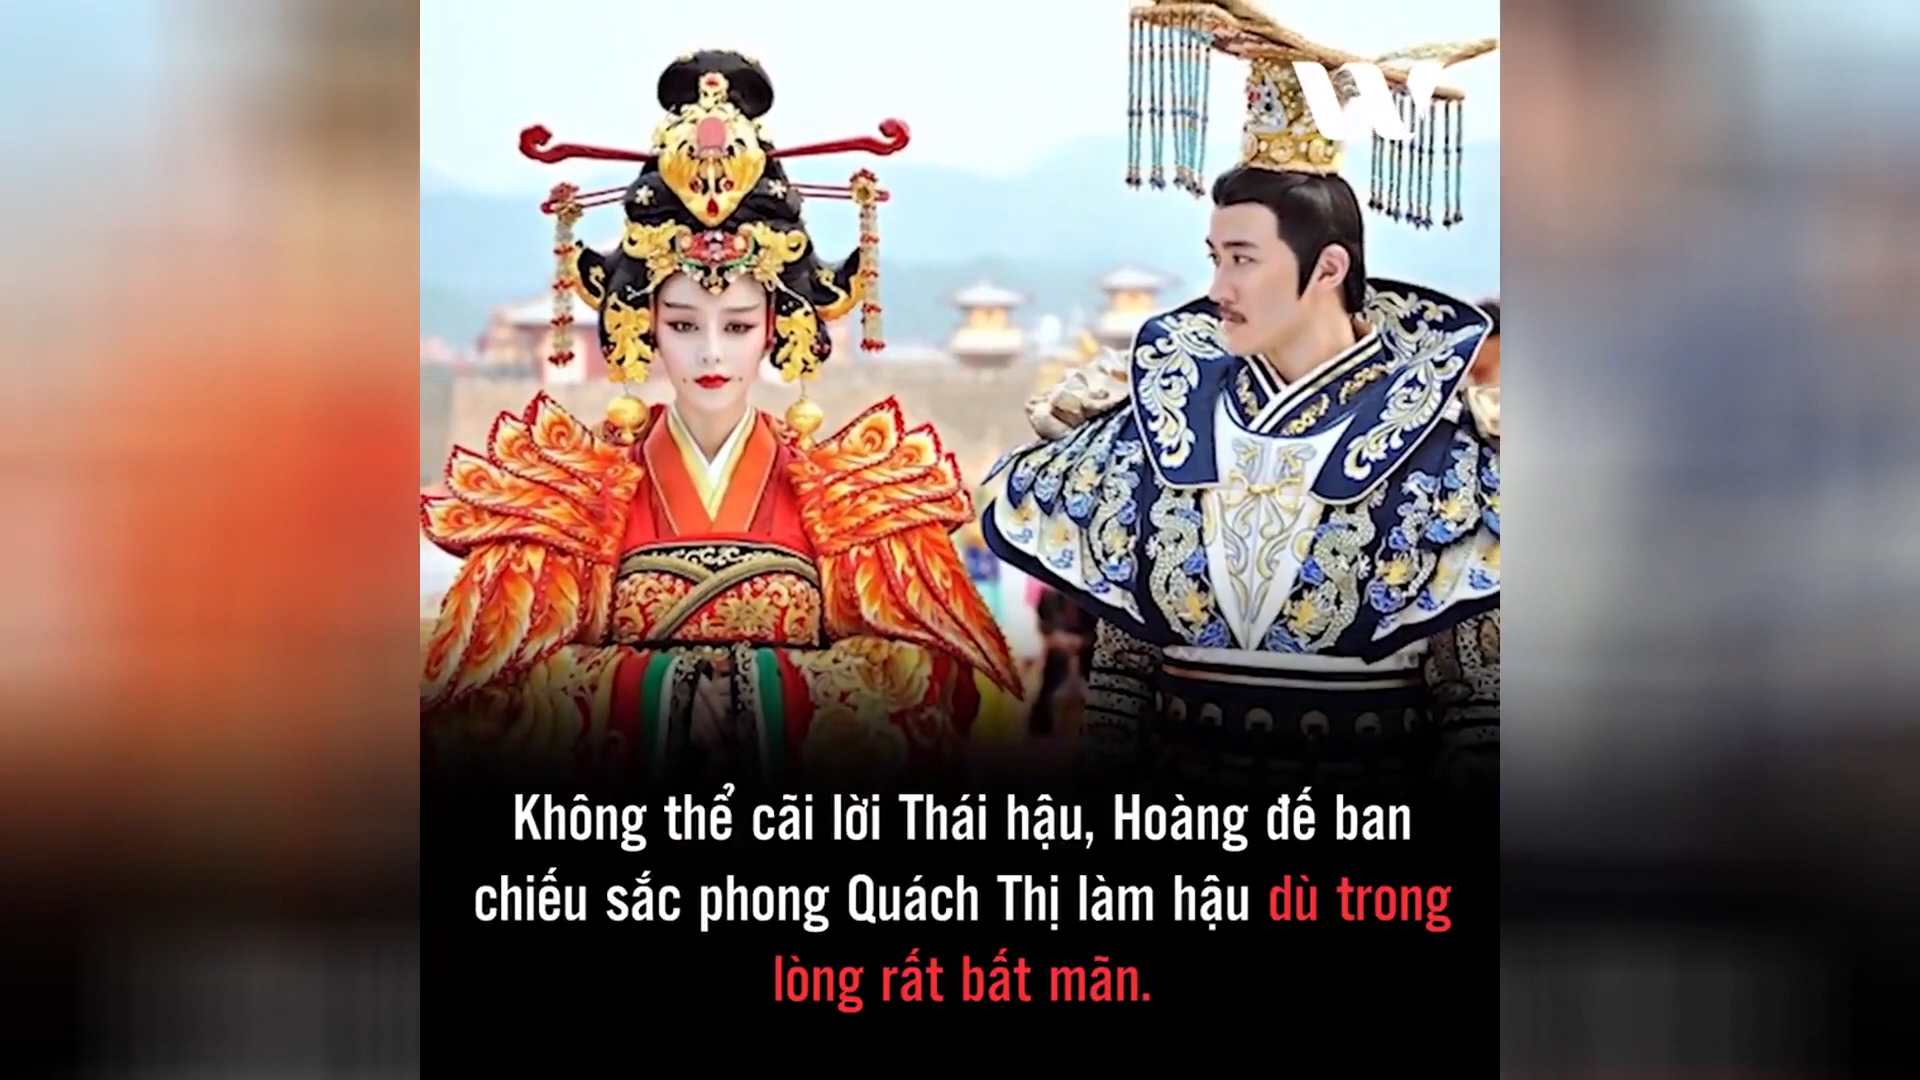 W
Không thể cãi lời Thái hậu, Hoàng đế ban
chiếu sắc phong Quách Thị làm hậu dù trong
lòng rất bất mãn.